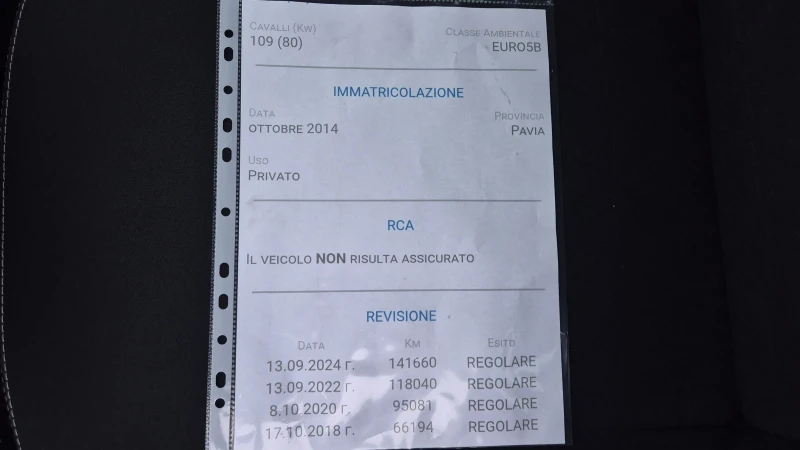 Cavalli (Kw) Classe Ambientale
109 (80) EURO5B
IMMATRICOLAZIONE
Data Provincia
ottobre 2014 Pavia
Uso
Privato
RCA
Il veicolo NON risulta assicurato
REVISIONE
Data Km Esito
13.09.2024 г. 141660 REGOLARE
13.09.2022 г. 118040 REGOLARE
8.10 2020 г. 95081 REGOLARE
17.10.2018 г. 66194 REGOLARE